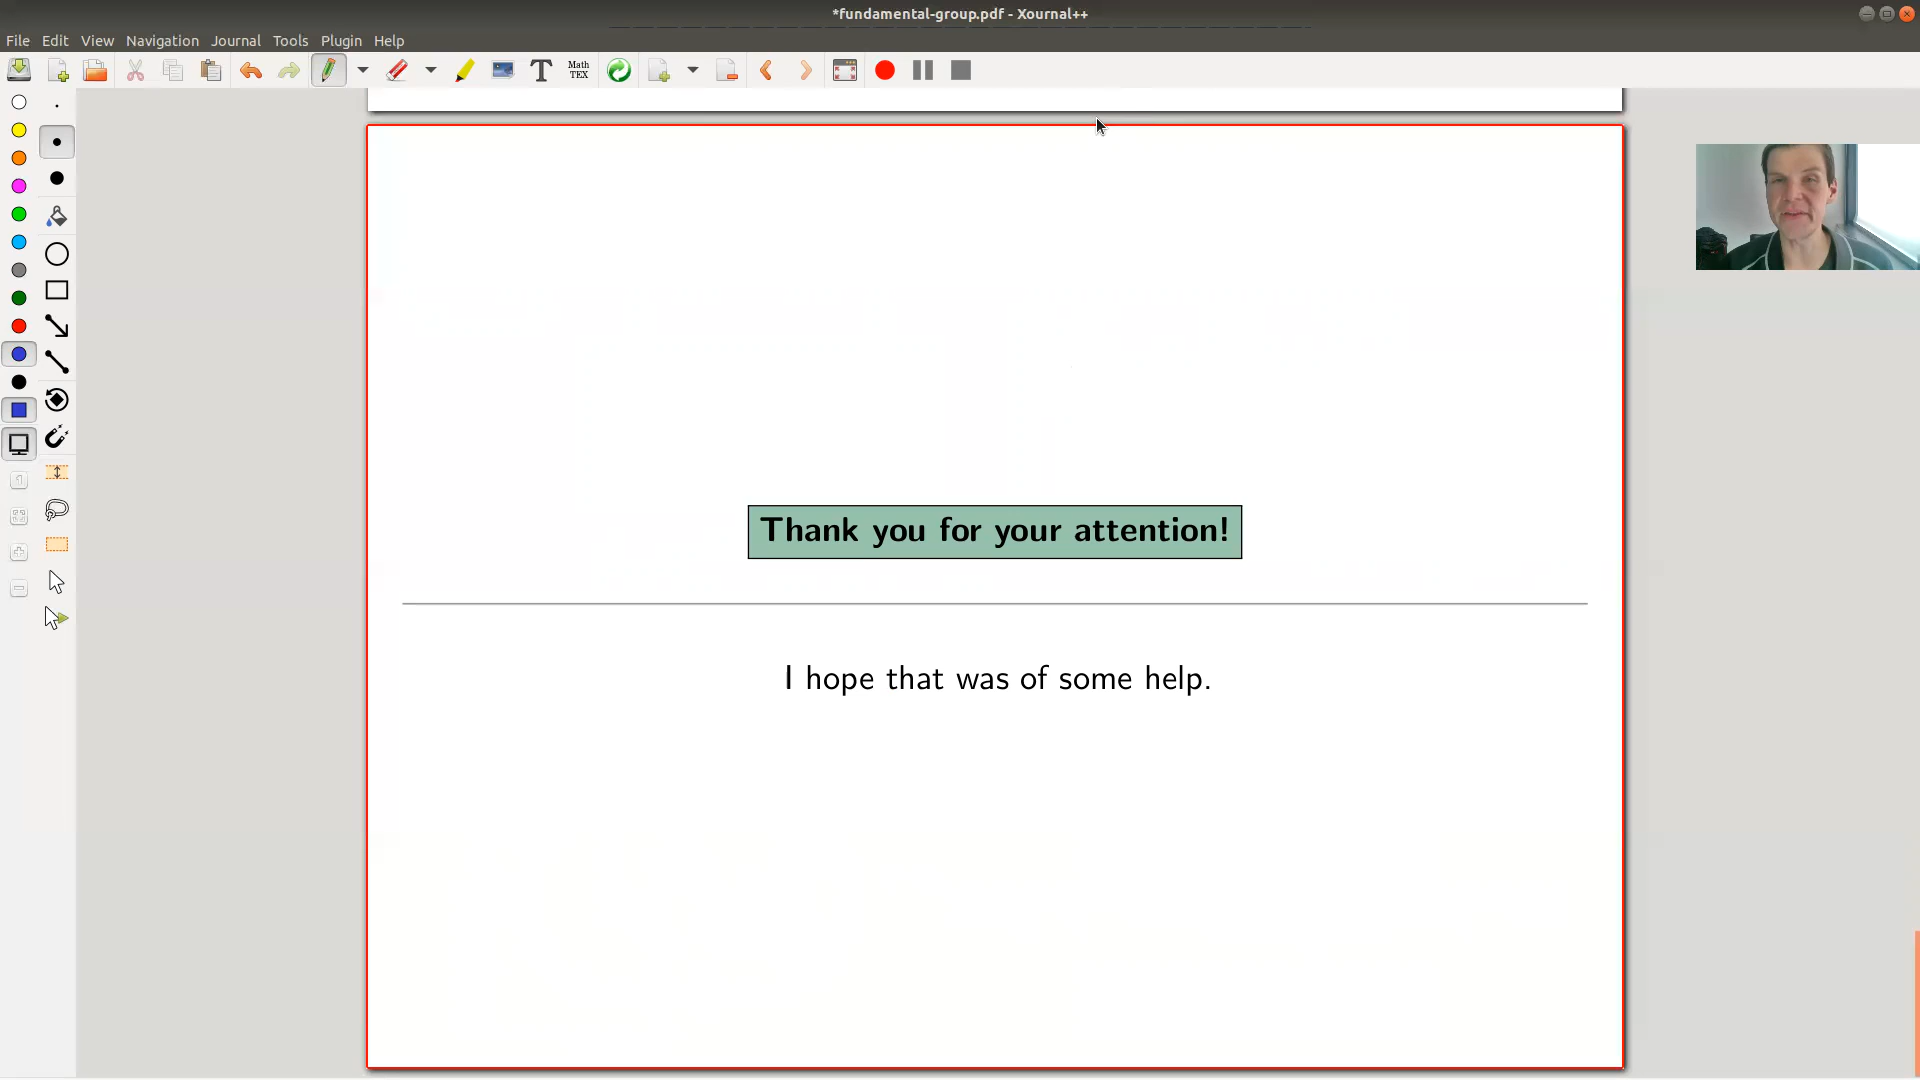 *fundamental-group.pdf - Xournal++
File Edit View Navigation Journal Tools Plugin Help
T Math
TEX
Thank you for your attention!
I hope that was of some help.